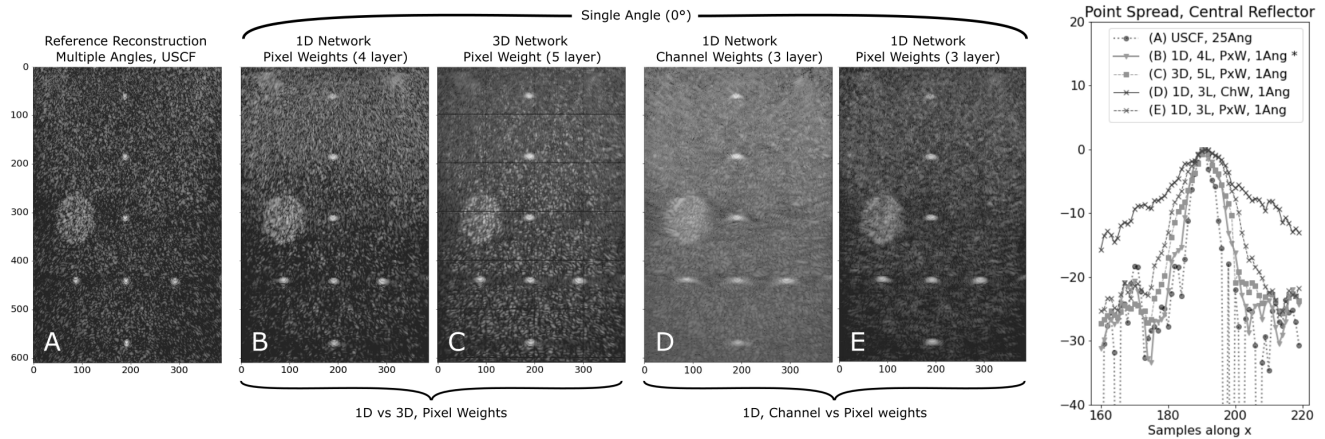 Single Angle (0°)
Reference Reconstruction
Multiple Angles, USCF
1D Network
Pixel Weights (4 layer)
3D Network
Pixel Weight (5 layer)
1D Network
Channel Weights (3 layer)
1D Network
Pixel Weights (3 layer)
0
100
200
300
400
500
600
A
B
C
D
E
0 100 200 300
0 100 200 300
0 100 200 300
0 100 200 300
0 100 200 300
1D vs 3D, Pixel Weights
1D, Channel vs Pixel weights
Point Spread, Central Reflector
(A) USCF, 25Ang
(B) 1D, 4L, PxW, 1Ang *
(C) 3D, 5L, PxW, 1Ang
(D) 1D, 3L, ChW, 1Ang
(E) 1D, 3L, PxW, 1Ang
20
10
0
−10
−20
−30
−40
160 180 200 220
Samples along x